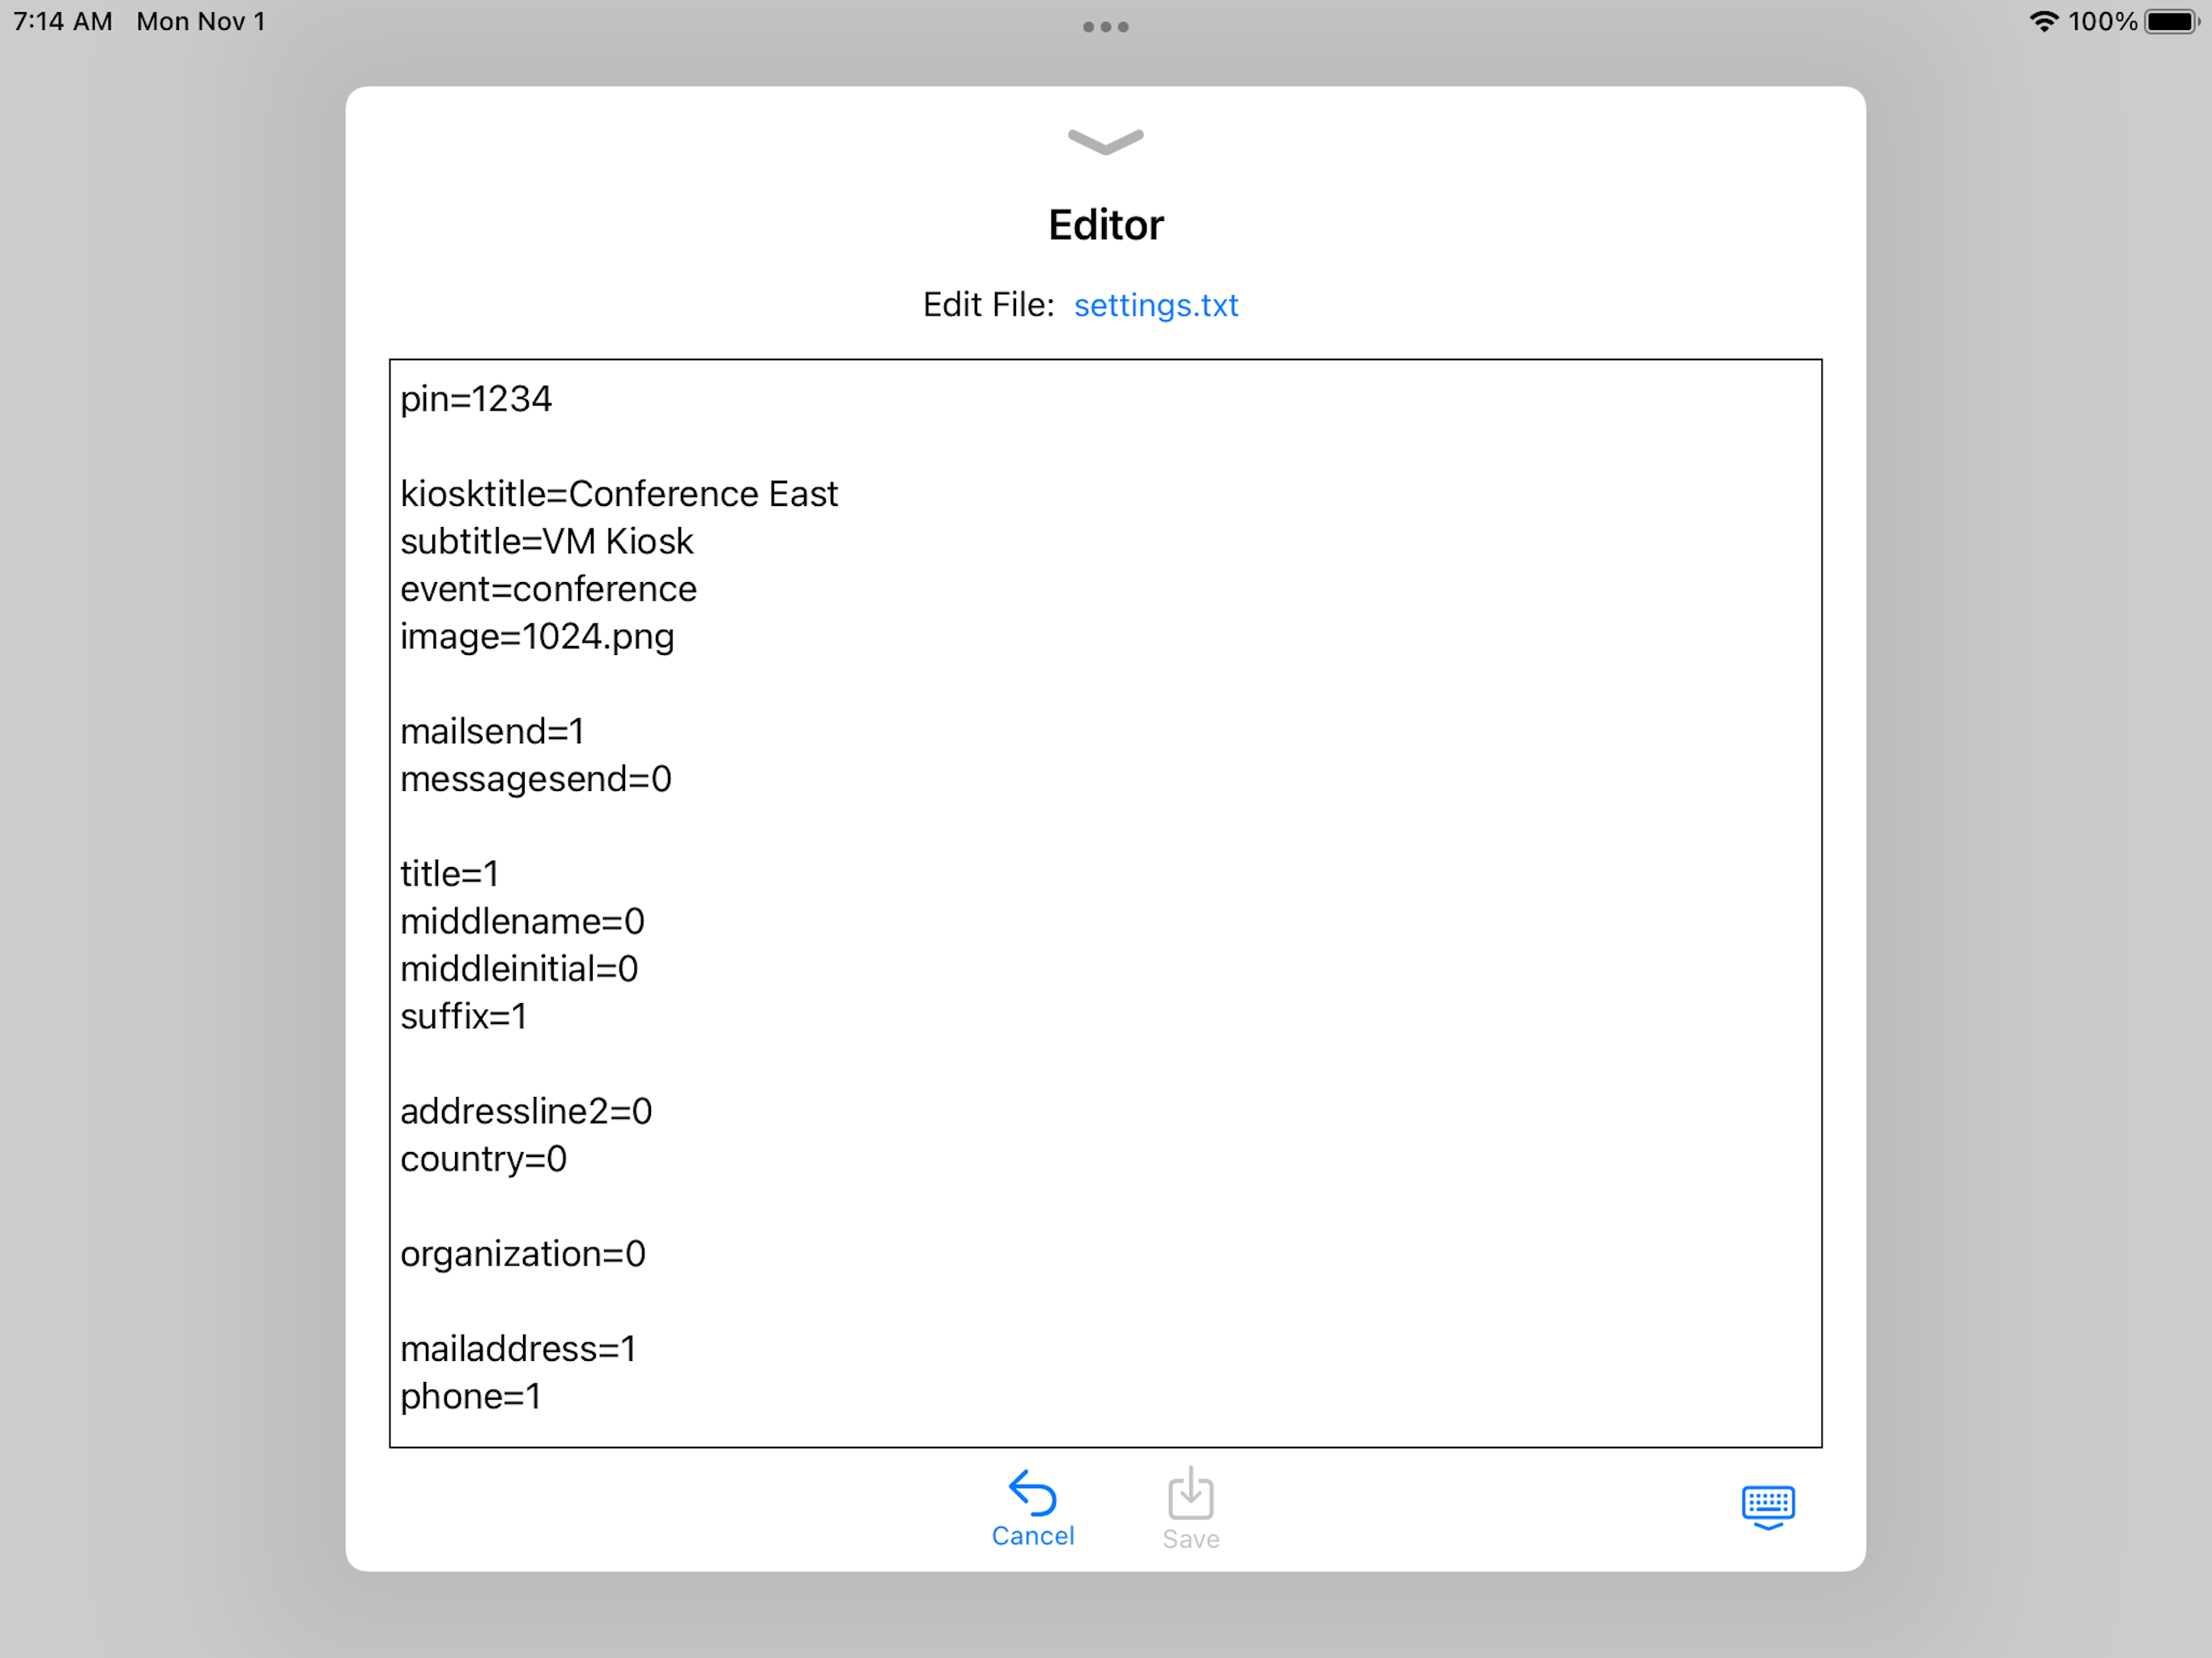 7:14 AM Mon Nov 1 100%
Editor
Edit File: settings.txt
pin=1234
kiosktitle=Conference East
subtitle=VM Kiosk
event=conference
image=1024.png
mailsend=1
messagesend=0
title=1
middlename=0
middleinitial=0
suffix=1
addressline2=0
country=0
organization=0
mailaddress=1
phone=1
Cancel Save